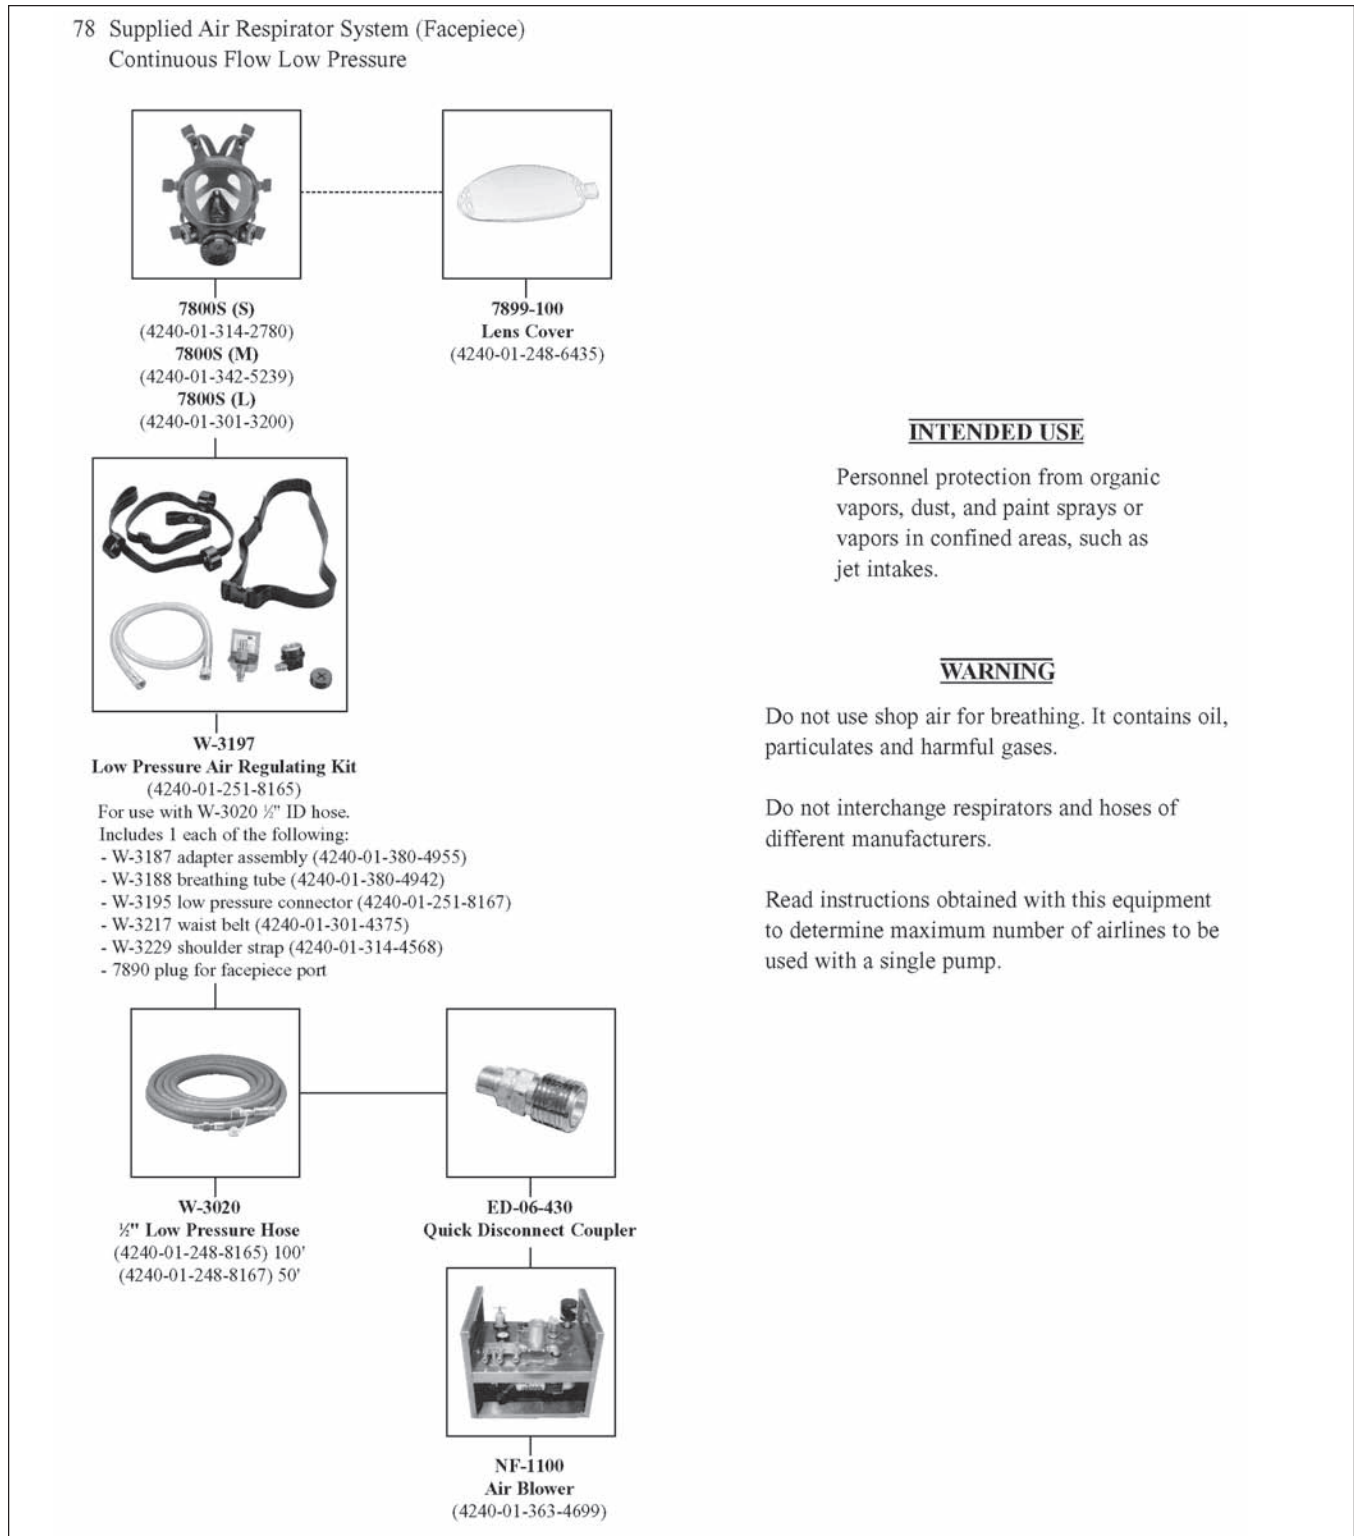 78 Supplied Air Respirator System (Facepiece)
Continuous Flow Low Pressure
7800S (S)
(4240-01-314-2780)
7800S (M)
(4240-01-342-5239)
7800S (L)
(4240-01-301-3200)
7899-100
Lens Cover
(4240-01-248-6435)
W-3197
Low Pressure Air Regulating Kit
(4240-01-251-8165)
For use with W-3020 ½" ID hose.
Includes 1 each of the following:
- W-3187 adapter assembly (4240-01-380-4955)
- W-3188 breathing tube (4240-01-380-4942)
- W-3195 low pressure connector (4240-01-251-8167)
- W-3217 waist belt (4240-01-301-4375)
- W-3229 shoulder strap (4240-01-314-4568)
- 7890 plug for facepiece port
W-3020
½" Low Pressure Hose
(4240-01-248-8165) 100'
(4240-01-248-8167) 50'
ED-06-430
Quick Disconnect Coupler
NF-1100
Air Blower
(4240-01-363-4699)
INTENDED USE
Personnel protection from organic
vapors, dust, and paint sprays or
vapors in confined areas, such as
jet intakes.
WARNING
Do not use shop air for breathing. It contains oil,
particulates and harmful gases.
Do not interchange respirators and hoses of
different manufacturers.
Read instructions obtained with this equipment
to determine maximum number of airlines to be
used with a single pump.